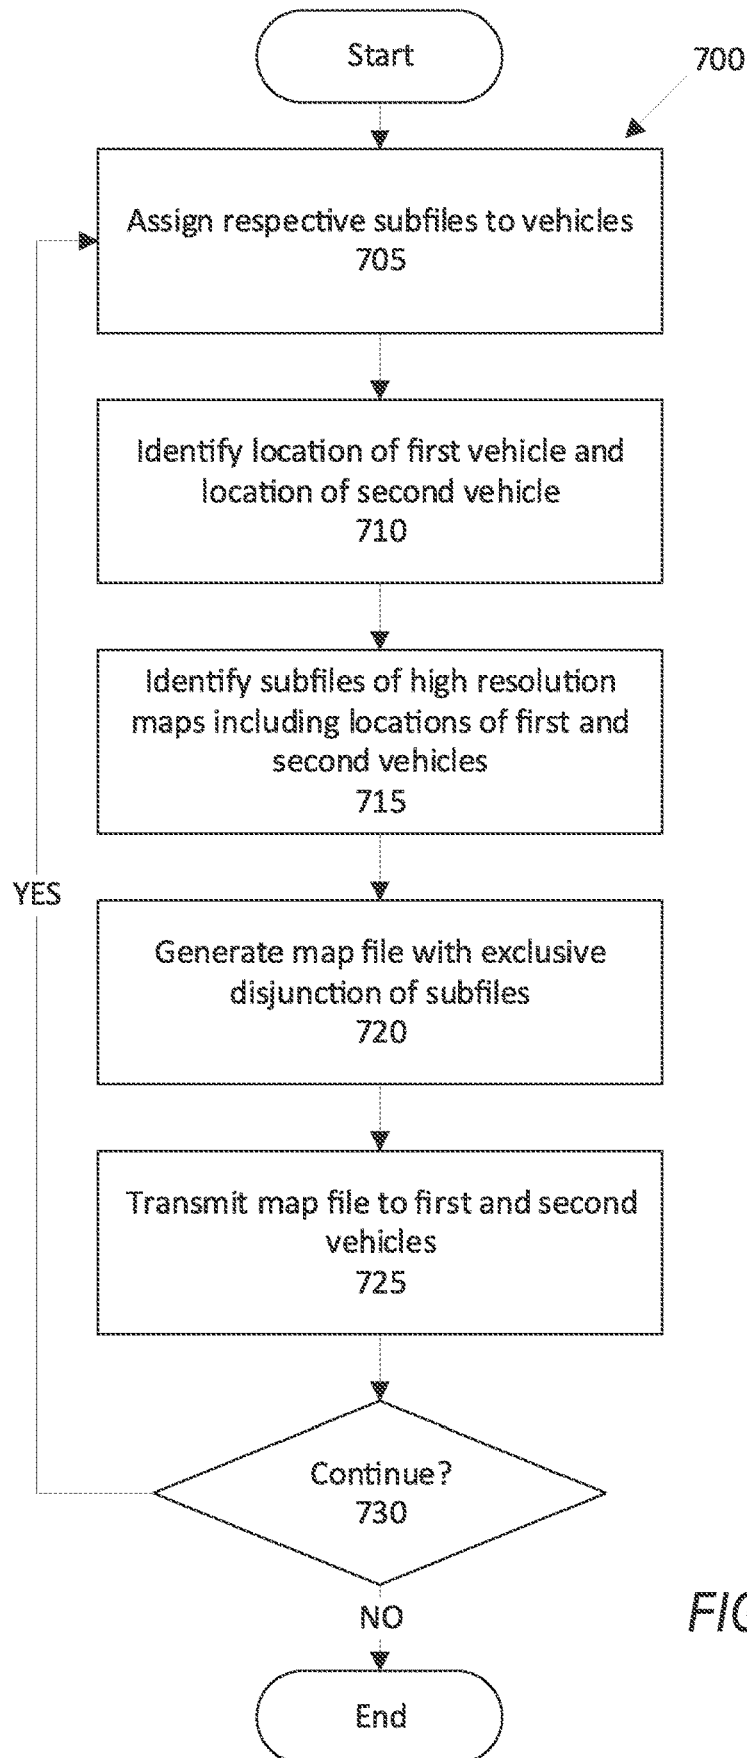 Start
700
Assign respective subfiles to vehicles
705
Identify location of first vehicle and
location of second vehicle
710
Identify subfiles of high resolution
maps including locations of first and
second vehicles
715
YES
Generate map file with exclusive
disjunction of subfiles
720
Transmit map file to first and second
vehicles
725
Continue?
730
NO
FIG
End